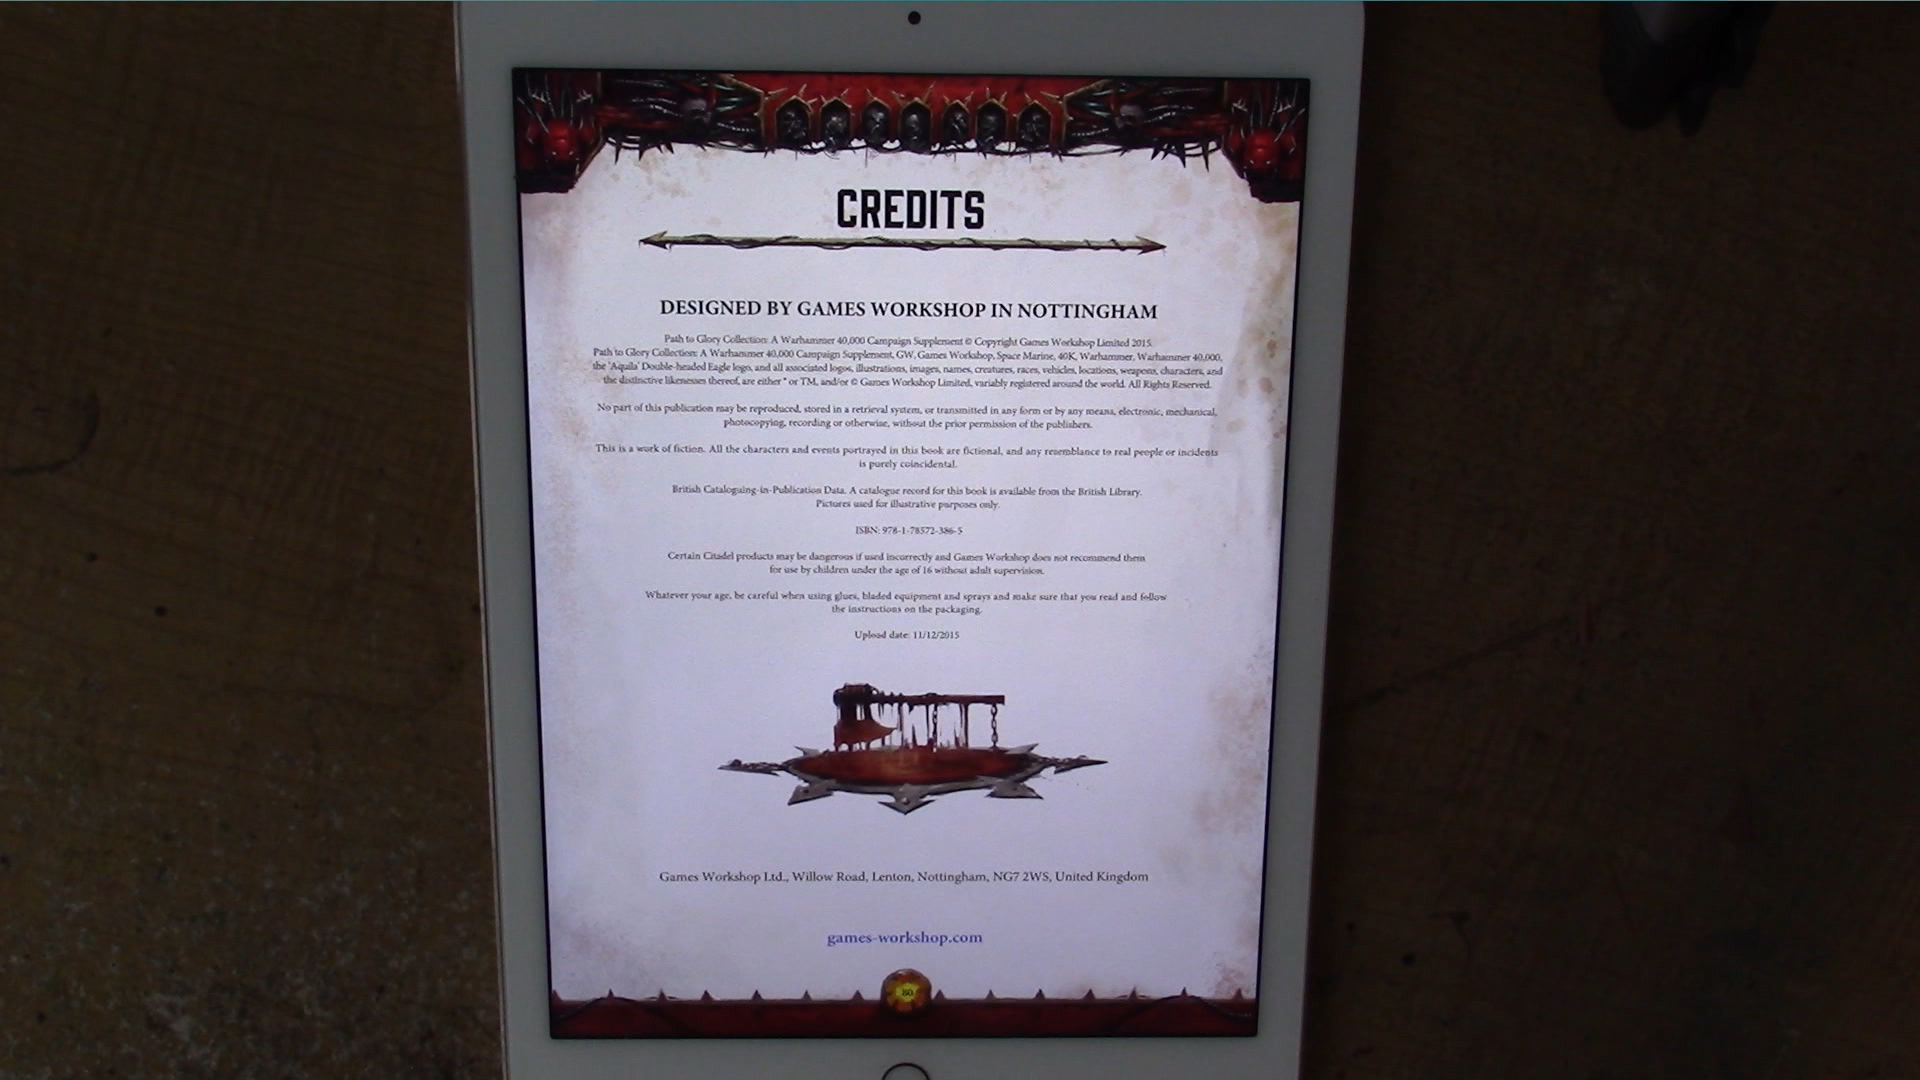 CREDITS
DESIGNED BY GAMES WORKSHOP IN NOTTINGHAM
Path to Glory Collection: A Warhammer 40,000 Campaign Supplement © Copyright Games Workshop Limited 2015.
Path to Glory Collection: A Warhammer 40,000 Campaign Supplement, GW, Games Workshop, Space Marine, 40K, Warhammer, Warhammer 40,000,
the 'Aquila' Double-headed Eagle logo, and all associated logos, illustrations, images, names, creatures, races, vehicles, locations, weapons, characters, and
the distinctive likenesses thereof, are either ® or TM, and/or © Games Workshop Limited, variably registered around the world. All Rights Reserved.
No part of this publication may be reproduced, stored in a retrieval system, or transmitted in any form or by any means, electronic, mechanical,
photocopying, recording or otherwise, without the prior permission of the publishers.
This is a work of fiction. All the characters and events portrayed in this book are fictional, and any resemblance to real people or incidents
is purely coincidental.
British Cataloguing-in-Publication Data. A catalogue record for this book is available from the British Library.
Pictures used for illustrative purposes only.
ISBN: 978-1-78572-386-5
Certain Citadel products may be dangerous if used incorrectly and Games Workshop does not recommend them
for use by children under the age of 16 without adult supervision.
Whatever your age, be careful when using glues, bladed equipment and sprays and make sure that you read and follow
the instructions on the packaging.
Upload date: 11/12/2015
Games Workshop Ltd., Willow Road, Lenton, Nottingham, NG7 2WS, United Kingdom
games-workshop.com
80